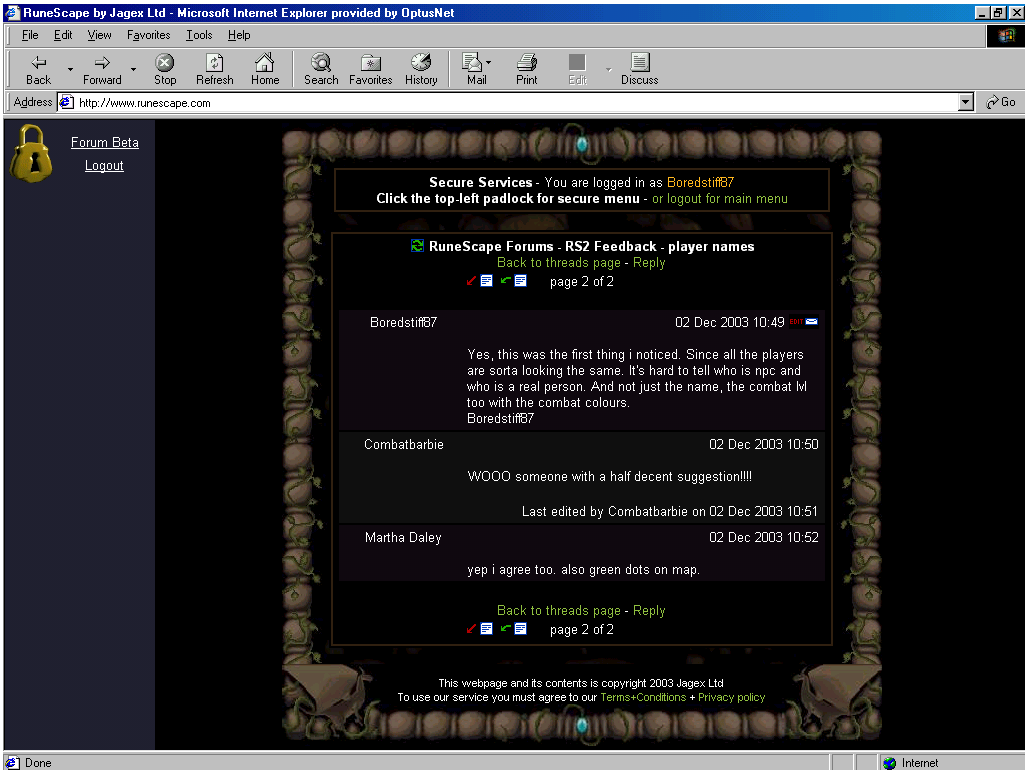 RuneScape by Jagex Ltd - Microsoft Internet Explorer provided by OptusNet
File Edit View Favorites Tools Help
Back Forward Stop Refresh Home Search Favorites History Mail Print Edit Discuss
Address http://www.runescape.com Go
Forum Beta
Logout
Secure Services - You are logged in as Boredstiff87
Click the top-left padlock for secure menu - or logout for main menu
RuneScape Forums - RS2 Feedback - player names
Back to threads page - Reply
page 2 of 2
Boredstiff87 02 Dec 2003 10:49 EDIT
Yes, this was the first thing i noticed. Since all the players
are sorta looking the same. It's hard to tell who is npc and
who is a real person. And not just the name, the combat lvl
too with the combat colours.
Boredstiff87
Combatbarbie 02 Dec 2003 10:50
WOOO someone with a half decent suggestion!!!!
Last edited by Combatbarbie on 02 Dec 2003 10:51
Martha Daley 02 Dec 2003 10:52
yep i agree too. also green dots on map.
Back to threads page - Reply
page 2 of 2
This webpage and its contents is copyright 2003 Jagex Ltd
To use our service you must agree to our Terms+Conditions + Privacy policy
Done Internet